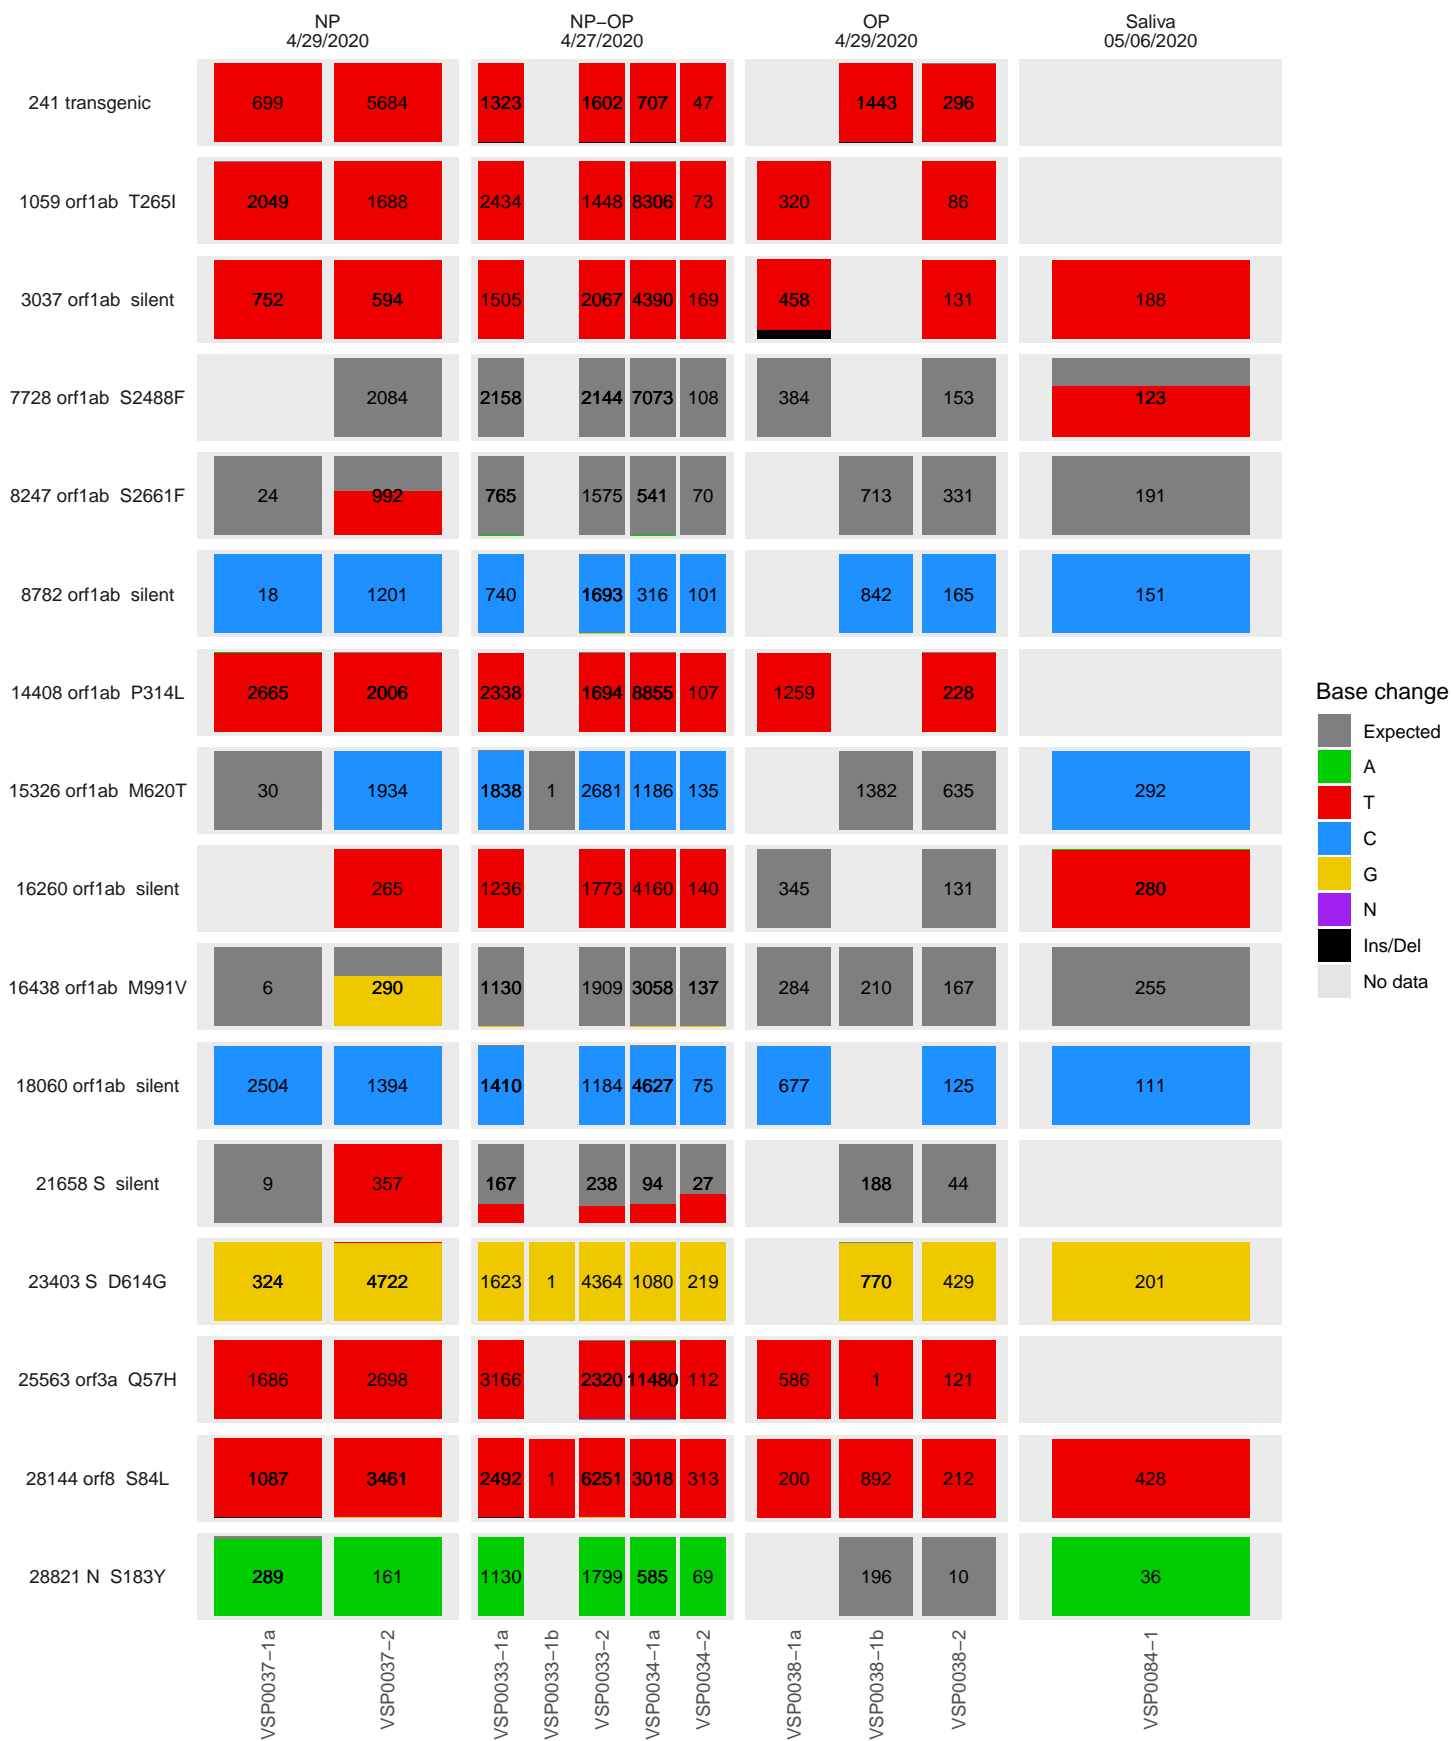 NP NP−OP OP Saliva
4/29/2020 4/27/2020 4/29/2020 05/06/2020
241 transgenic 699 5684 1323 1602 707 47 1443 296
1059 orf1ab T265I 2049 1688 2434 1448 8306 73 320 86
3037 orf1ab silent 752 594 1505 2067 4390 169 458 131 188
7728 orf1ab S2488F 2084 2158 2144 7073 108 384 153 123
8247 orf1ab S2661F 24 992 765 1575 541 70 713 331 191
8782 orf1ab silent 18 1201 740 1693 316 101 842 165 151
14408 orf1ab P314L 2665 2006 2338 1694 8855 107 1259 228
15326 orf1ab M620T 30 1934 1838 1 2681 1186 135 1382 635 292
16260 orf1ab silent 265 1236 1773 4160 140 345 131 280
16438 orf1ab M991V 6 290 1130 1909 3058 137 284 210 167 255
18060 orf1ab silent 2504 1394 1410 1184 4627 75 677 125 111
21658 S silent 9 357 167 238 94 27 188 44
23403 S D614G 324 4722 1623 1 4364 1080 219 770 429 201
25563 orf3a Q57H 1686 2698 3166 2320 11480 112 586 1 121
28144 orf8 S84L 1087 3461 2492 1 6251 3018 313 200 892 212 428
28821 N S183Y 289 161 1130 1799 585 69 196 10 36
VSP0037−1a VSP0037−2 VSP0033−1a VSP0033−1b VSP0033−2 VSP0034−1a VSP0034−2 VSP0038−1a VSP0038−1b VSP0038−2 VSP0084−1
Base change
Expected
A
T
C
G
N
Ins/Del
No data